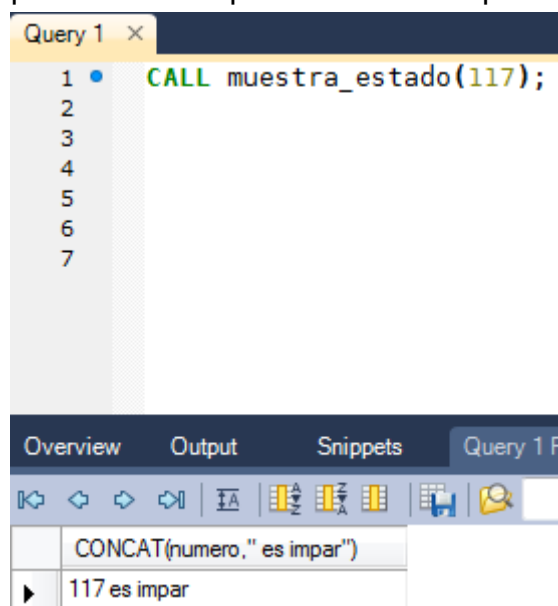 Query 1
1 CALL muestra_estado(117);
2
3
4
5
6
7
Overview Output Snippets Query 1
CONCAT(numero," es impar")
117 es impar